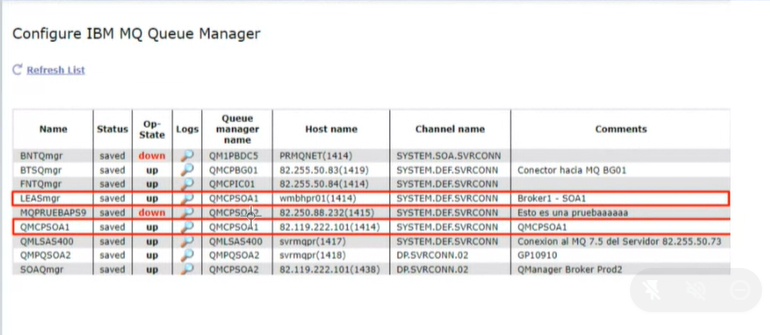 Configure IBM MQ Queue Manager
Refresh List
Name Status Op-State Logs Queue manager name Host name Channel name Comments
BNTQmgr saved down QM1PBDC5 PRMQNET(1414) SYSTEM.SOA.SVRCONN
BTSQmgr saved up QMCPBG01 82.255.50.83(1419) SYSTEM.DEF.SVRCONN Conector hacia MQ BG01
FNTQmgr saved up QMCPIC01 82.255.50.84(1414) SYSTEM.DEF.SVRCONN
LEASmgr saved up QMCPSOA1 wmbhpr01(1414) SYSTEM.DEF.SVRCONN Broker1 - SOA1
MQPRUEBAPS9 saved down QMCPSOA2 82.250.88.232(1415) SYSTEM.DEF.SVRCONN Esto es una pruebaaaaaa
QMCPSOA1 saved up QMCPSOA1 82.119.222.101(1414) SYSTEM.DEF.SVRCONN QMCPSOA1
QMLSAS400 saved up QMLSAS400 svrmqpr(1417) SYSTEM.DEF.SVRCONN Conexion al MQ 7.5 del Servidor 82.255.50.73
QMPQSOA2 saved up QMPQSOA2 svrmqpr(1418) DP.SVRCONN.02 GP10910
SOAQmgr saved up QMCPSOA2 82.119.222.101(1438) DP.SVRCONN.02 QManager Broker Prod2